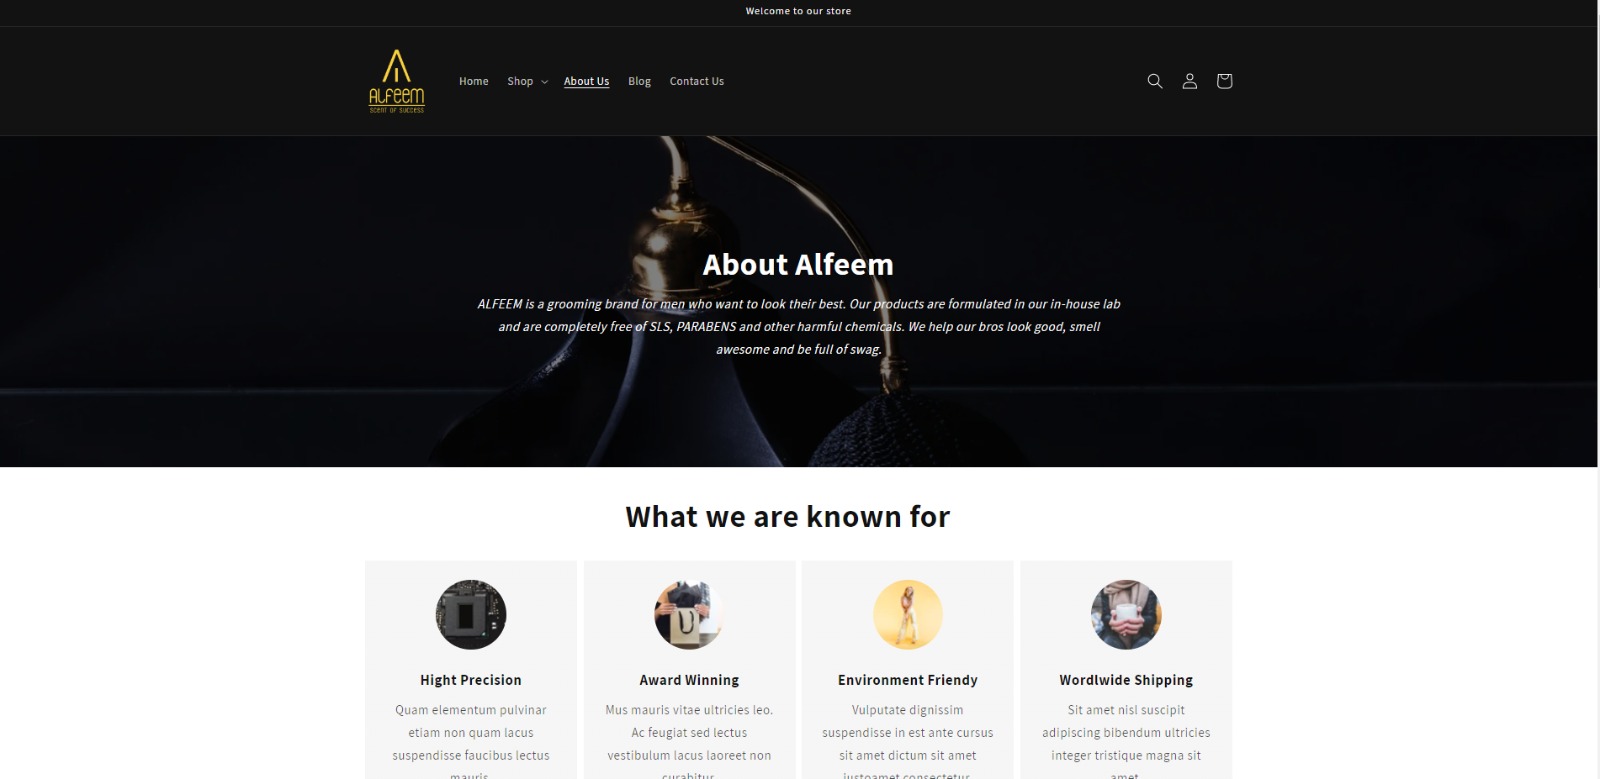 Welcome to our store
ALFEEM
SCENT OF SUCCESS
Home Shop About Us Blog Contact Us
About Alfeem
ALFEEM is a grooming brand for men who want to look their best. Our products are formulated in our in-house lab
and are completely free of SLS, PARABENS and other harmful chemicals. We help our bros look good, smell
awesome and be full of swag.
What we are known for
Hight Precision
Quam elementum pulvinar
etiam non quam lacus
suspendisse faucibus lectus
mauris
Award Winning
Mus mauris vitae ultricies leo.
Ac feugiat sed lectus
vestibulum lacus laoreet non
curabitur
Environment Friendy
Vulputate dignissim
suspendisse in est ante cursus
sit amet dictum sit amet
justoamet consectetur
Wordlwide Shipping
Sit amet nisl suscipit
adipiscing bibendum ultricies
integer tristique magna sit
amet